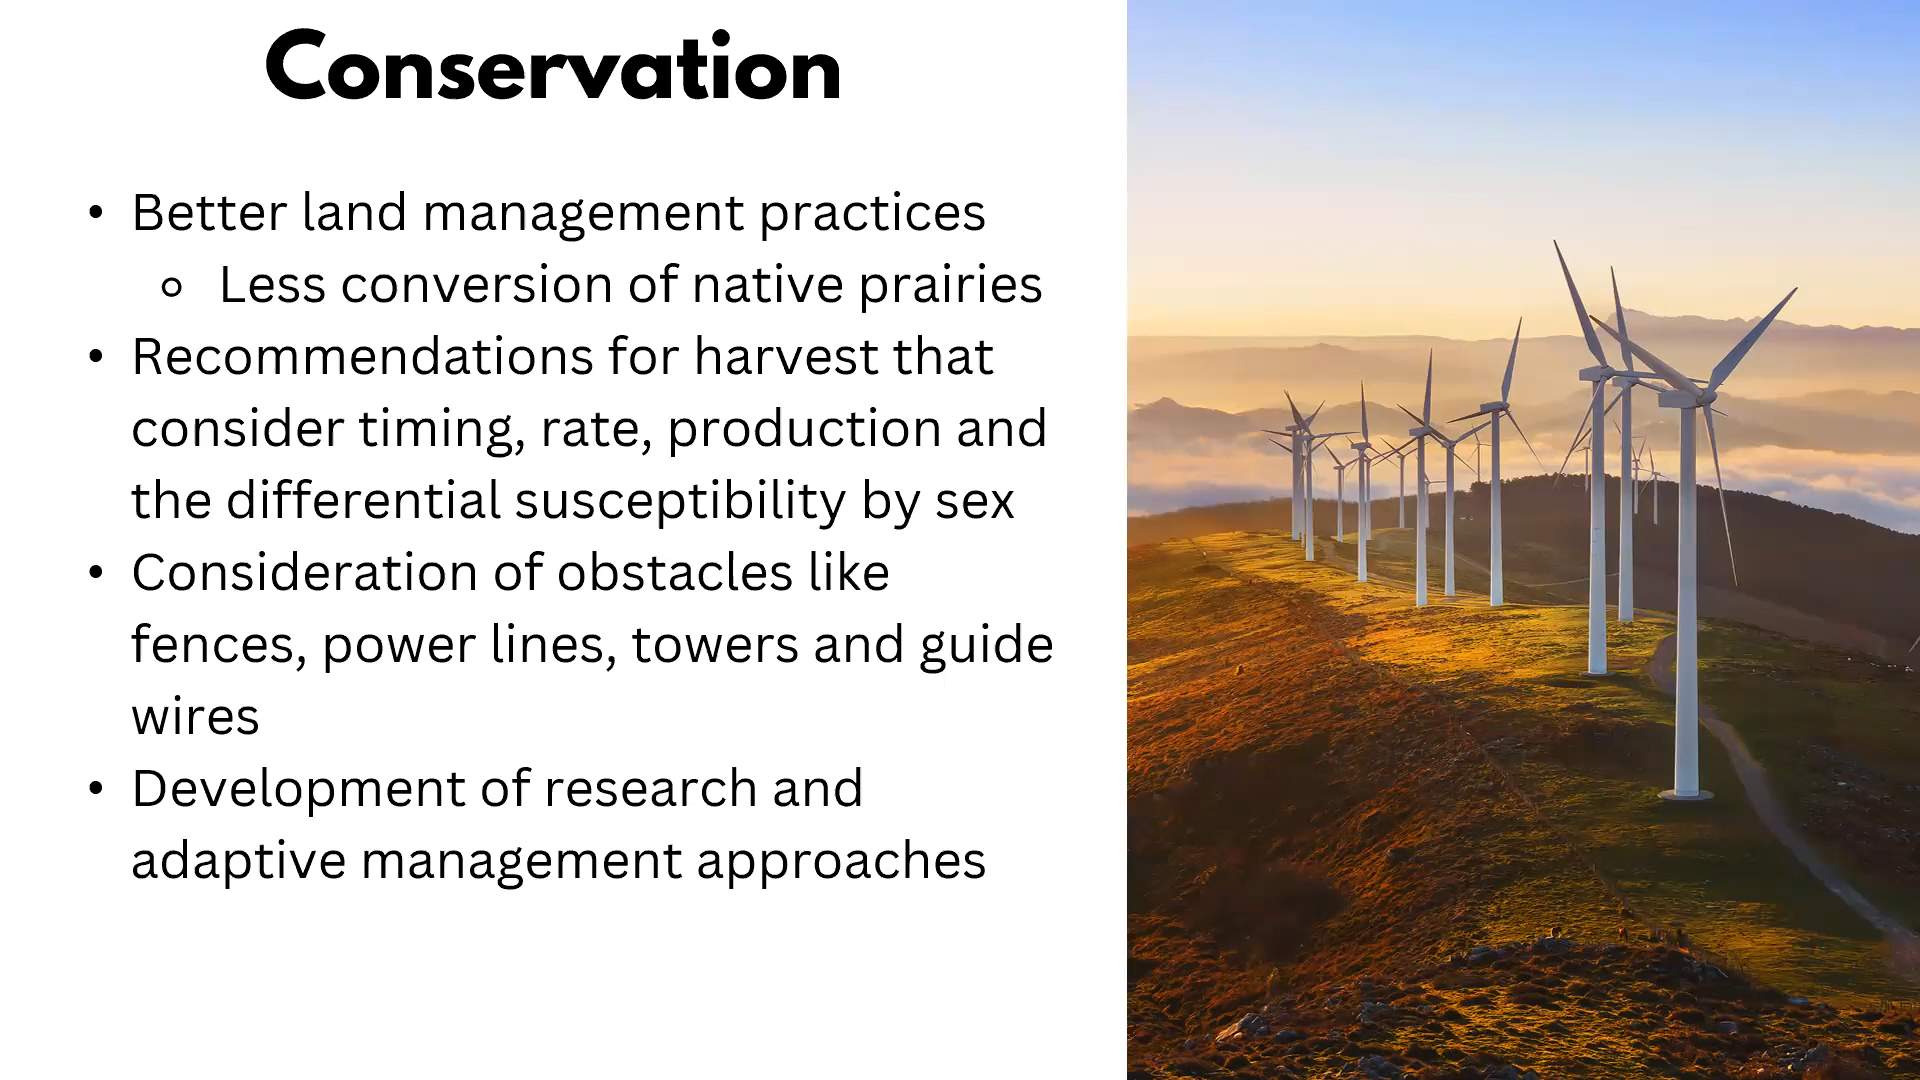 Conservation
• Better land management practices
◦ Less conversion of native prairies
• Recommendations for harvest that
consider timing, rate, production and
the differential susceptibility by sex
• Consideration of obstacles like
fences, power lines, towers and guide
wires
• Development of research and
adaptive management approaches